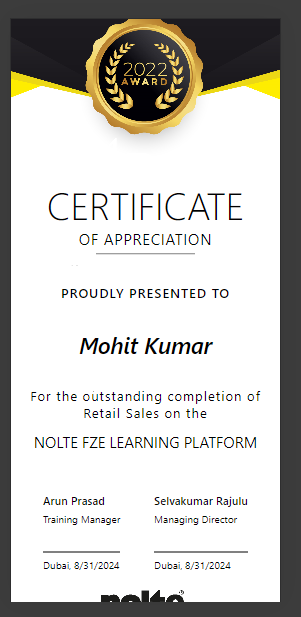 2022
AWARD
CERTIFICATE
OF APPRECIATION
PROUDLY PRESENTED TO
Mohit Kumar
For the outstanding completion of
Retail Sales on the
NOLTE FZE LEARNING PLATFORM
Arun Prasad Selvakumar Rajulu
Training Manager Managing Director
Dubai, 8/31/2024 Dubai, 8/31/2024
nolte®